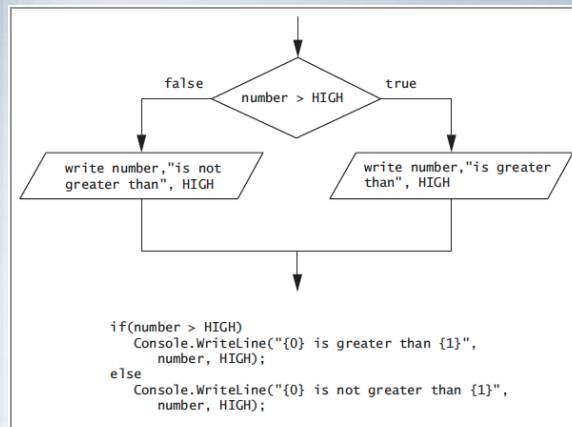 false
true
number > HIGH
write number,"is not
greater than", HIGH
write number,"is greater
than", HIGH
if(number > HIGH)
Console.WriteLine("{0} is greater than {1}",
number, HIGH);
else
Console.WriteLine("{0} is not greater than {1}",
number, HIGH);